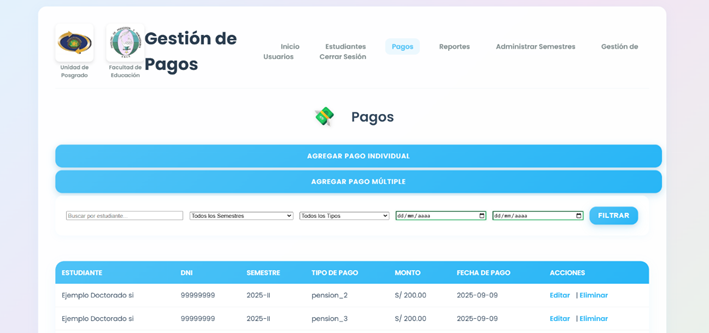 Unidad de
Posgrado
Facultad de
Educación
Gestión de
Pagos
Inicio Estudiantes Pagos Reportes Administrar Semestres Gestión de
Usuarios Cerrar Sesión
Pagos
AGREGAR PAGO INDIVIDUAL
AGREGAR PAGO MÚLTIPLE
Buscar por estudiante... Todos los Semestres Todos los Tipos dd/mm/aaaa dd/mm/aaaa FILTRAR
ESTUDIANTE DNI SEMESTRE TIPO DE PAGO MONTO FECHA DE PAGO ACCIONES
Ejemplo Doctorado si 99999999 2025-II pension_2 S/ 200.00 2025-09-09 Editar | Eliminar
Ejemplo Doctorado si 99999999 2025-II pension_3 S/ 200.00 2025-09-09 Editar | Eliminar